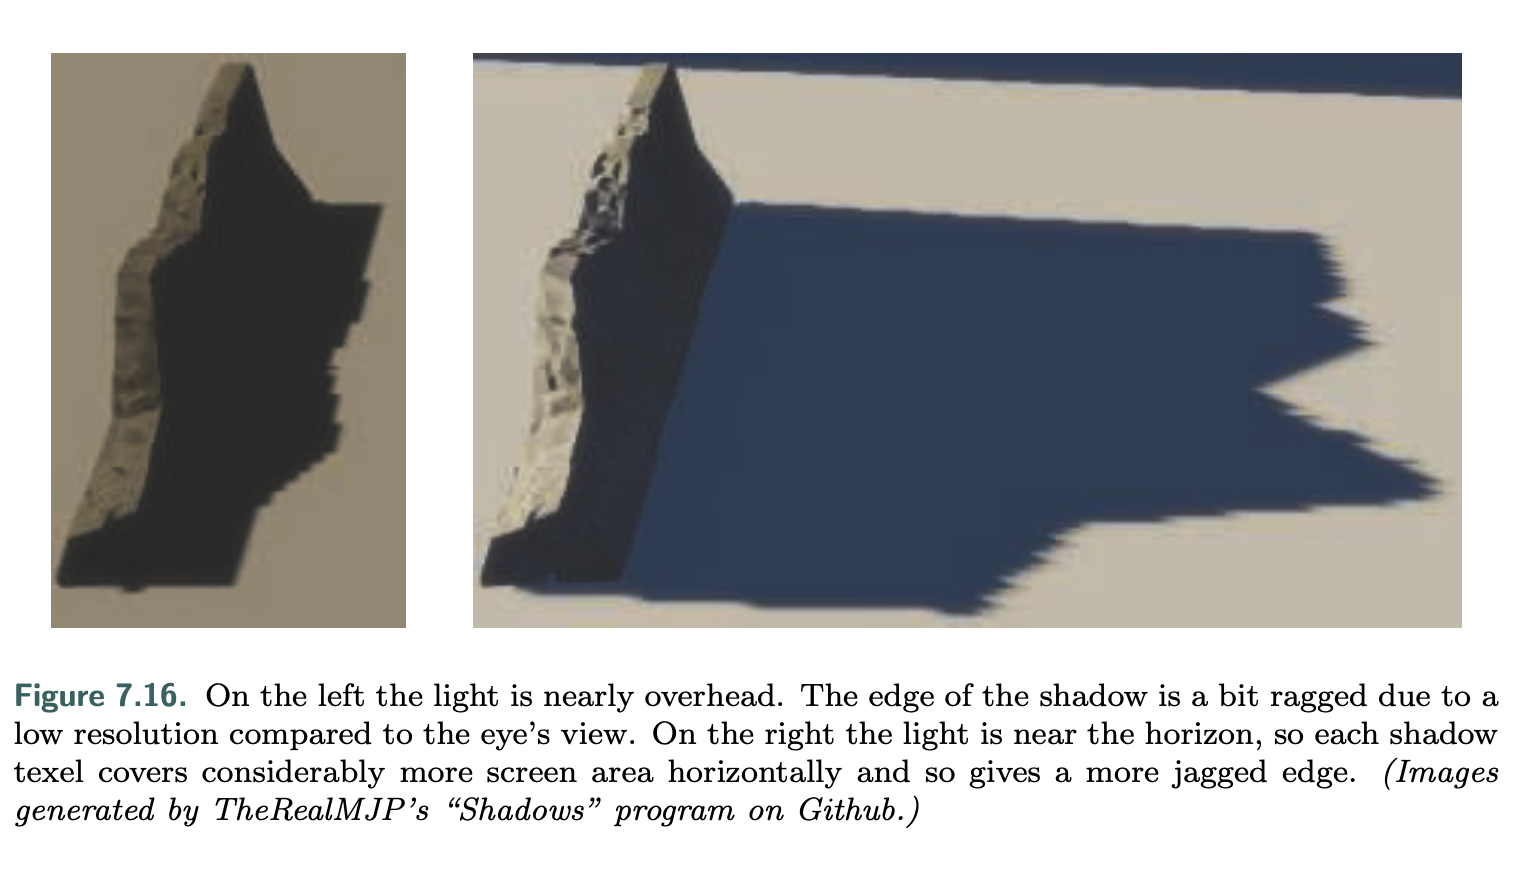 Figure 7.16. On the left the light is nearly overhead. The edge of the shadow is a bit ragged due to a
low resolution compared to the eye’s view. On the right the light is near the horizon, so each shadow
texel covers considerably more screen area horizontally and so gives a more jagged edge. (Images
generated by TheRealMJP’s “Shadows” program on Github.)